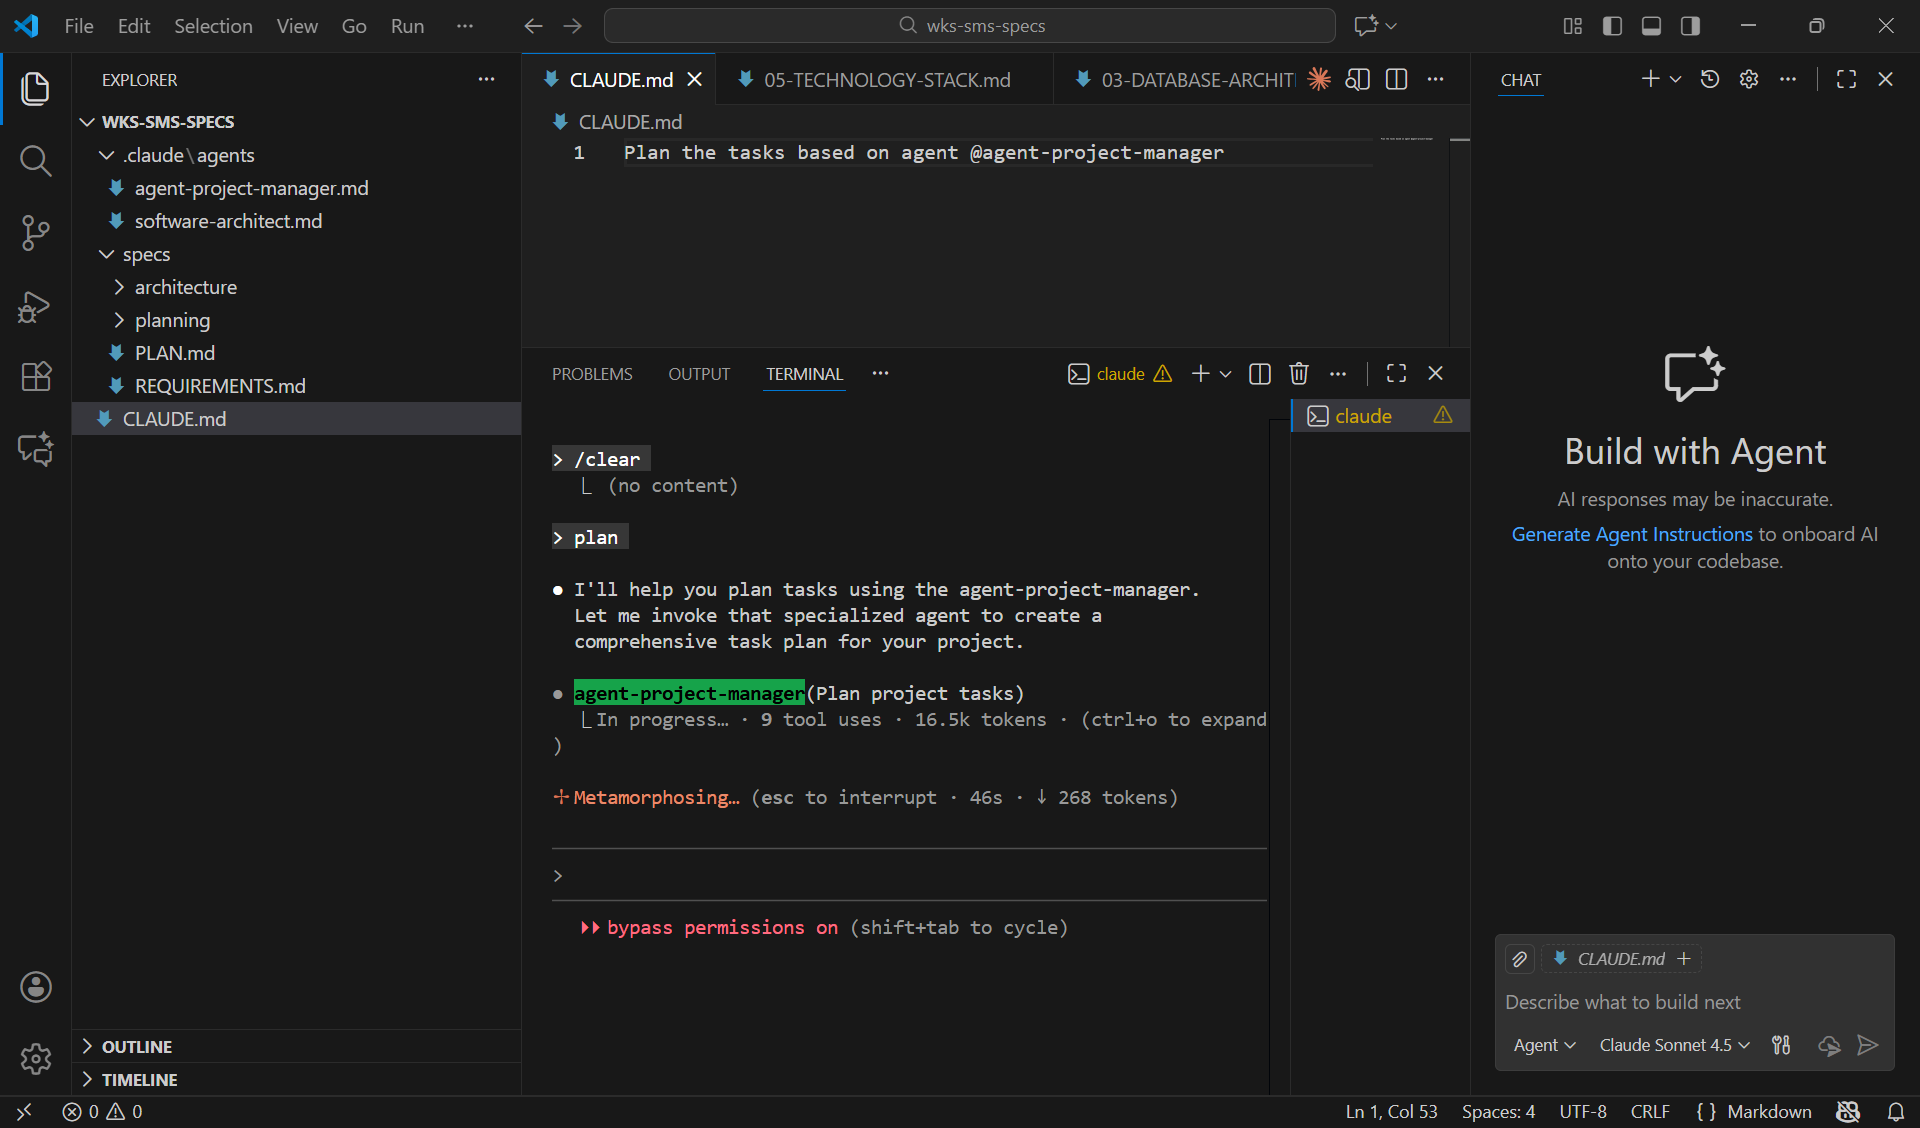 File Edit Selection View Go Run
wks-sms-specs
EXPLORER
WKS-SMS-SPECS
.claude\agents
agent-project-manager.md
software-architect.md
specs
architecture
planning
PLAN.md
REQUIREMENTS.md
CLAUDE.md
OUTLINE
TIMELINE
CLAUDE.md
05-TECHNOLOGY-STACK.md
03-DATABASE-ARCHIT
CLAUDE.md
1 Plan the tasks based on agent @agent-project-manager
PROBLEMS OUTPUT TERMINAL
claude
claude
> /clear
(no content)
> plan
● I'll help you plan tasks using the agent-project-manager.
Let me invoke that specialized agent to create a
comprehensive task plan for your project.
● agent-project-manager(Plan project tasks)
In progress… · 9 tool uses · 16.5k tokens · (ctrl+o to expand
)
Metamorphosing… (esc to interrupt · 46s · ↓ 268 tokens)
>
bypass permissions on (shift+tab to cycle)
CHAT
Build with Agent
AI responses may be inaccurate.
Generate Agent Instructions to onboard AI
onto your codebase.
CLAUDE.md
Describe what to build next
Agent Claude Sonnet 4.5
0 0
Ln 1, Col 53 Spaces: 4 UTF-8 CRLF { } Markdown